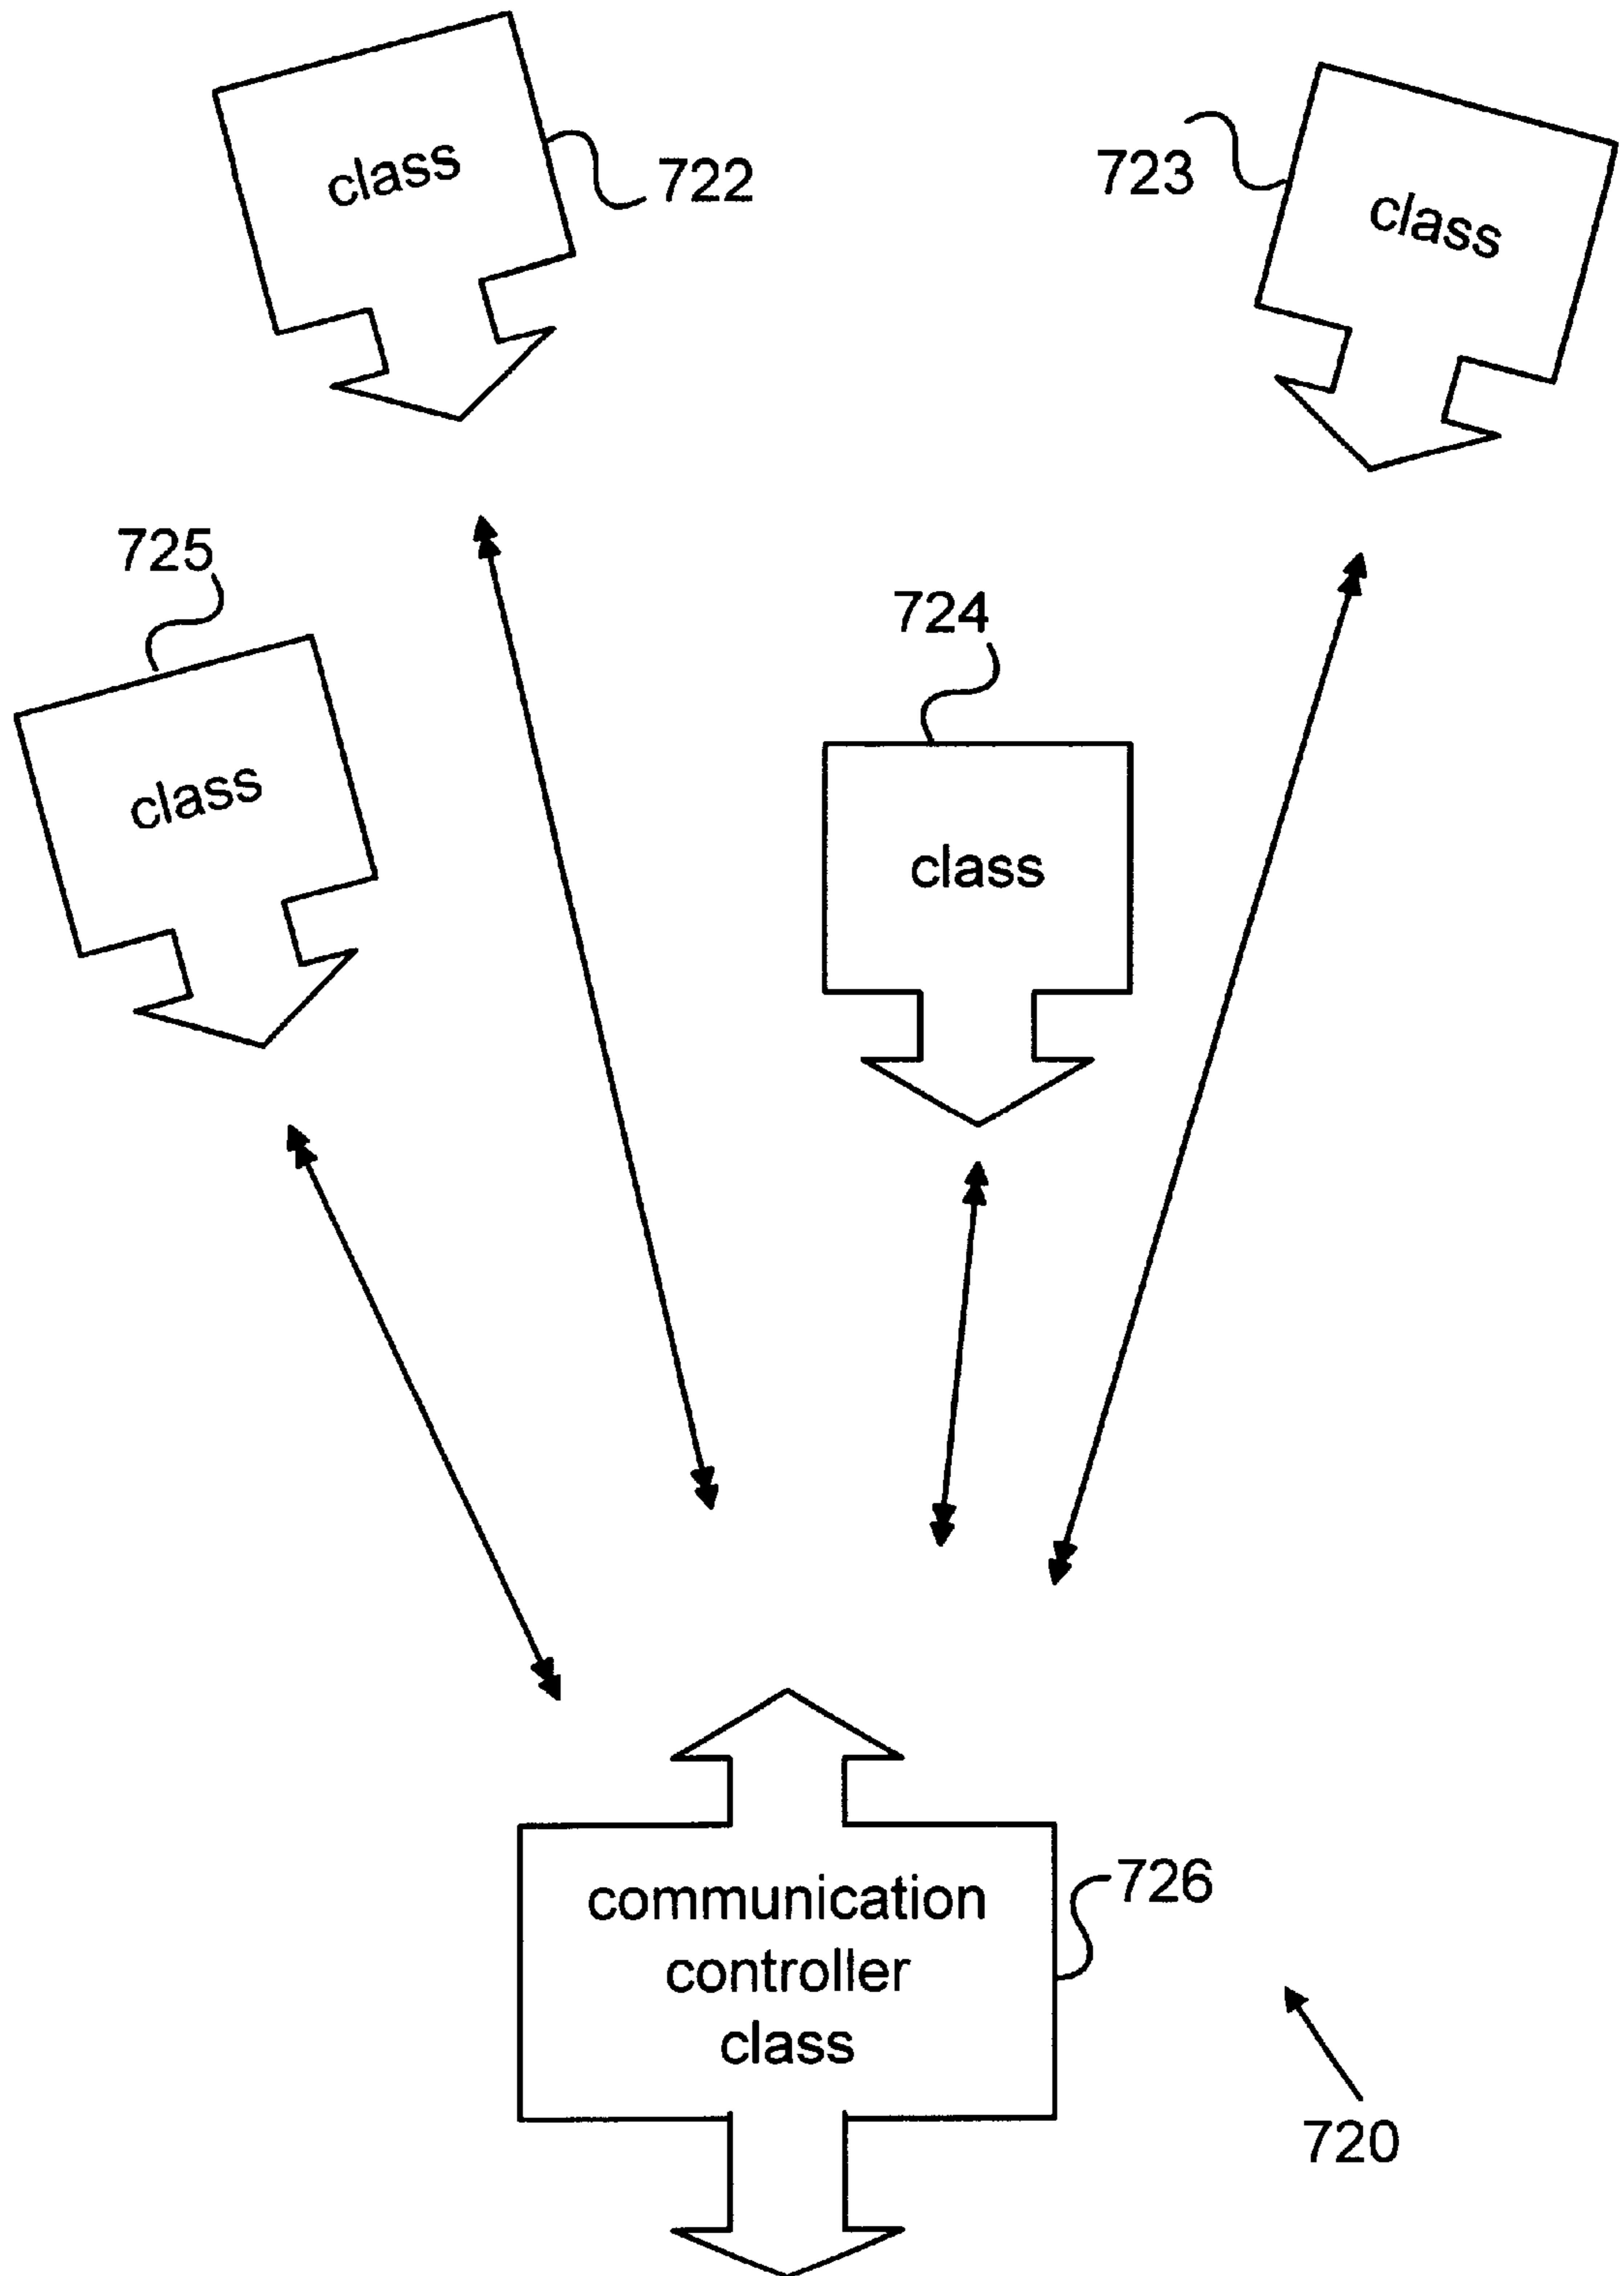 class
722
723
class
725
724
class
class
communication
controller
class
726
720